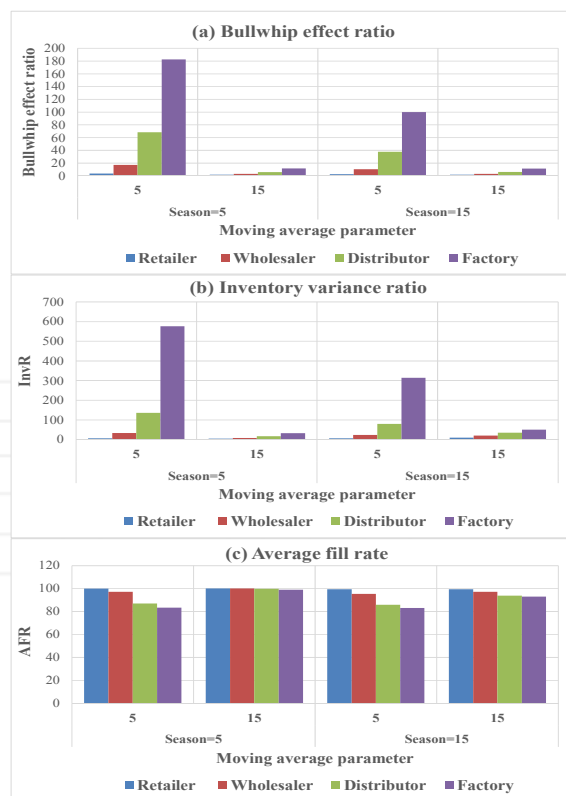 (a) Bullwhip effect ratio
Bullwhip effect ratio
200
180
160
140
120
100
80
60
40
20
0
5 15 5 15
Season=5 Season=15
Moving average parameter
Retailer Wholesaler Distributor Factory
(b) Inventory variance ratio
InvR
700
600
500
400
300
200
100
0
5 15 5 15
Season=5 Season=15
Moving average parameter
Retailer Wholesaler Distributor Factory
(c) Average fill rate
AFR
120
100
80
60
40
20
0
5 15 5 15
Season=5 Season=15
Moving average parameter
Retailer Wholesaler Distributor Factory